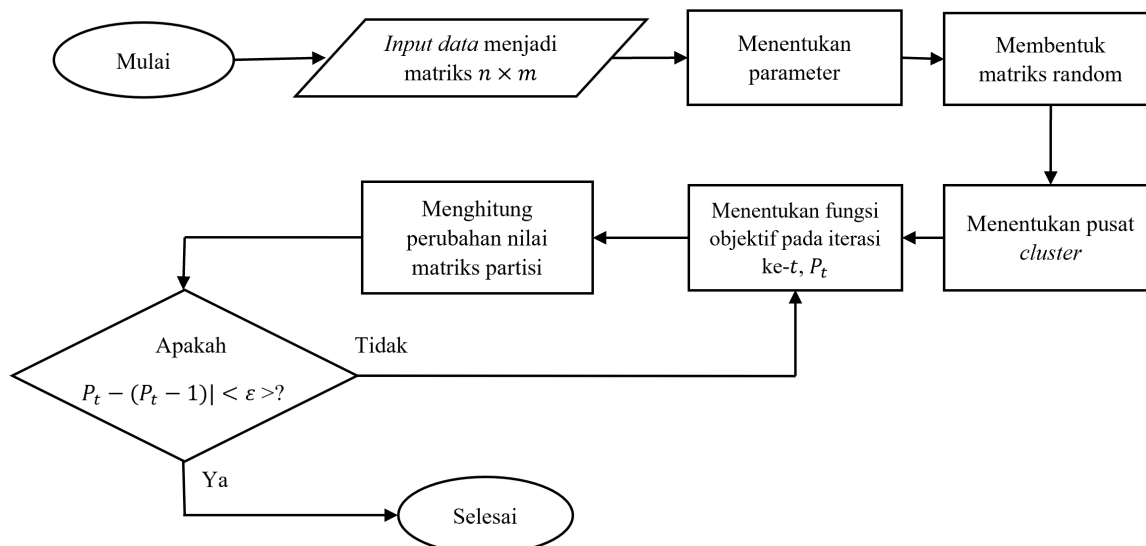 Mulai
Input data menjadi
matriks n × m
Menentukan
parameter
Membentuk
matriks random
Menentukan pusat
cluster
Menentukan fungsi
objektif pada iterasi
ke-t, P_t
Menghitung
perubahan nilai
matriks partisi
Apakah
P_t − (P_t − 1)| < ε >?
Tidak
Ya
Selesai